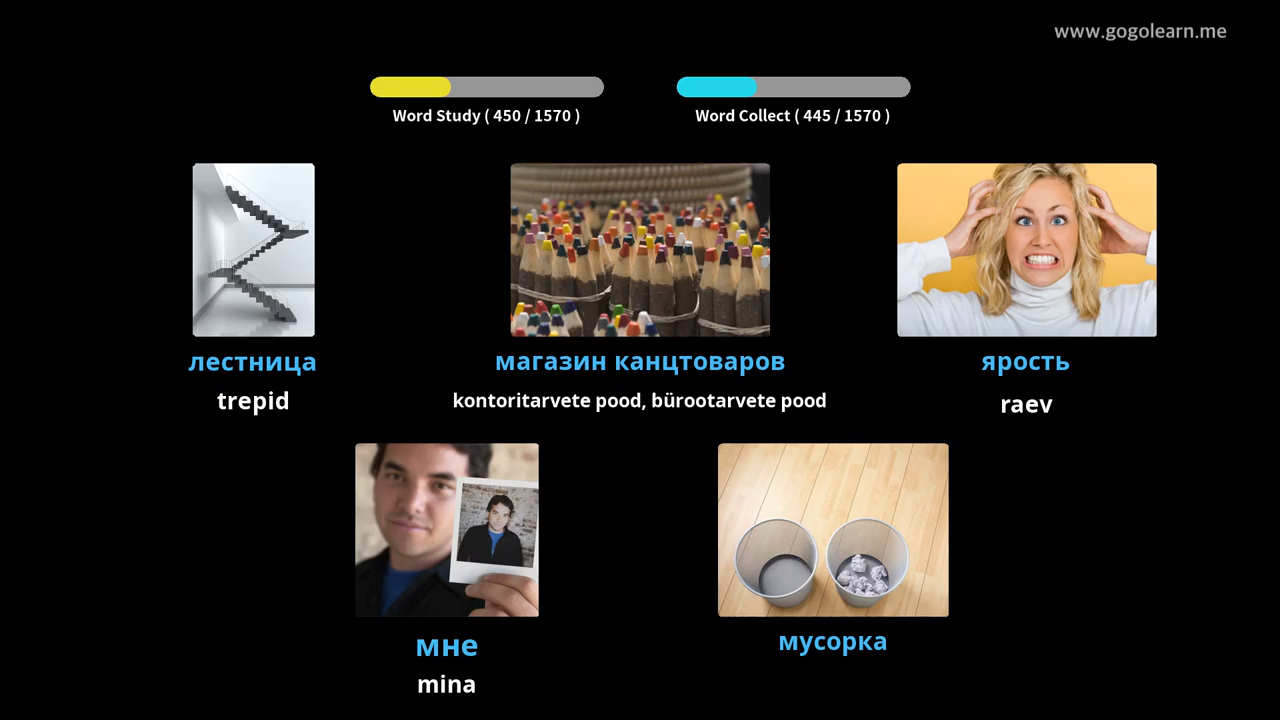 www.gogolearn.me
Word Study ( 450 / 1570 )
Word Collect ( 445 / 1570 )
лестница
trepid
магазин канцтоваров
kontoritarvete pood, bürootarvete pood
ярость
raev
мне
mina
мусорка